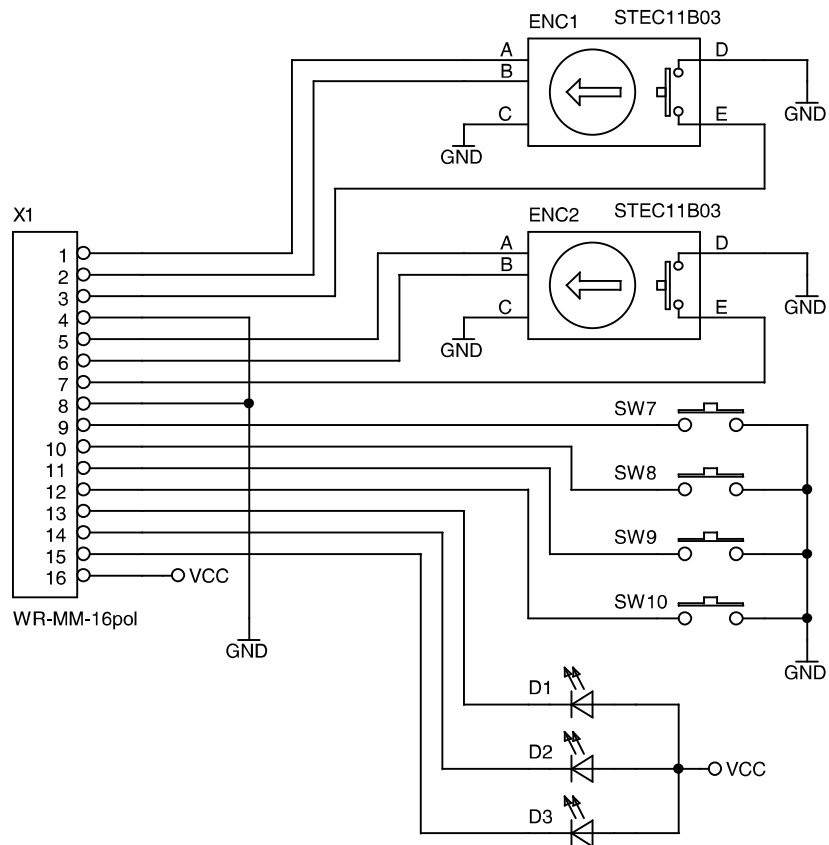 ENC1 STEC11B03
A
B
C
D
E
GND
GND
X1
1
2
3
4
5
6
7
8
9
10
11
12
13
14
15
16
VCC
WR-MM-16pol
GND
ENC2 STEC11B03
A
B
C
D
E
GND
GND
SW7
SW8
SW9
SW10
GND
D1
D2
D3
VCC